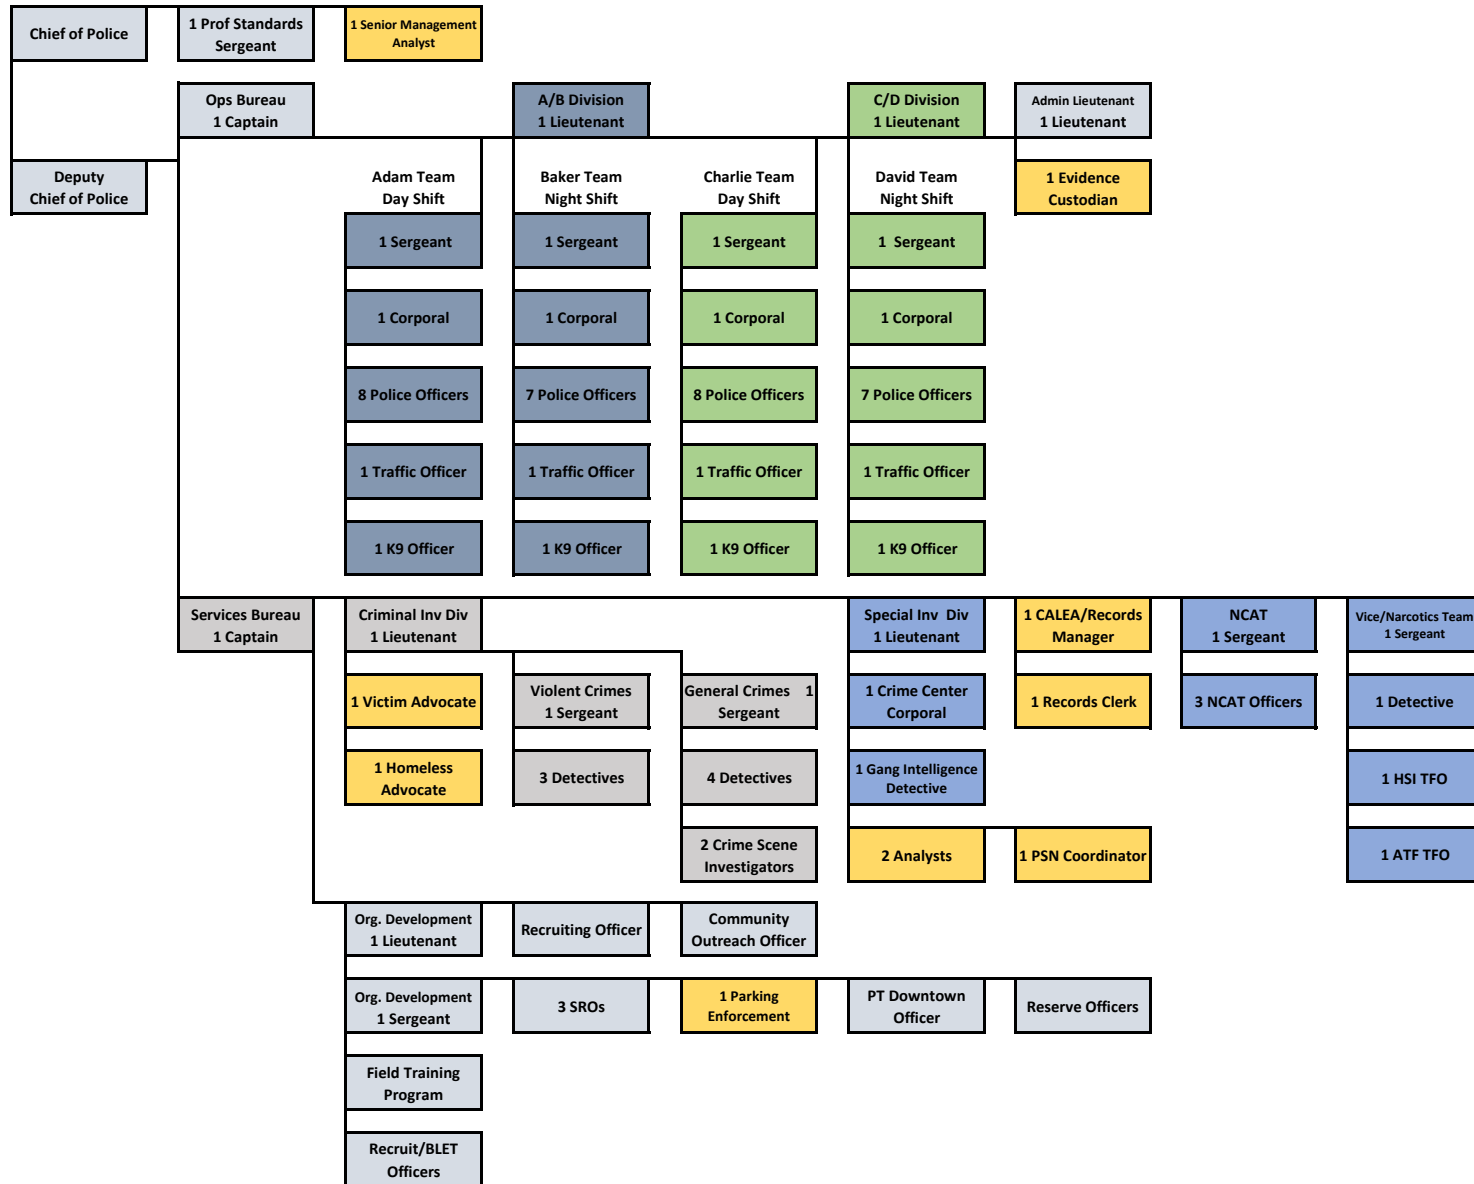 Chief of Police
1 Prof Standards
Sergeant
1 Senior Management
Analyst
Ops Bureau
1 Captain
A/B Division
1 Lieutenant
C/D Division
1 Lieutenant
Admin Lieutenant
1 Lieutenant
Deputy
Chief of Police
Adam Team
Day Shift
Baker Team
Night Shift
Charlie Team
Day Shift
David Team
Night Shift
1 Evidence
Custodian
1 Sergeant
1 Sergeant
1 Sergeant
1 Sergeant
1 Corporal
1 Corporal
1 Corporal
1 Corporal
8 Police Officers
7 Police Officers
8 Police Officers
7 Police Officers
1 Traffic Officer
1 Traffic Officer
1 Traffic Officer
1 Traffic Officer
1 K9 Officer
1 K9 Officer
1 K9 Officer
1 K9 Officer
Services Bureau
1 Captain
Criminal Inv Div
1 Lieutenant
Special Inv Div
1 Lieutenant
1 CALEA/Records
Manager
NCAT
1 Sergeant
Vice/Narcotics Team
1 Sergeant
1 Victim Advocate
Violent Crimes
1 Sergeant
General Crimes 1
Sergeant
1 Crime Center
Corporal
1 Records Clerk
3 NCAT Officers
1 Detective
1 Homeless
Advocate
3 Detectives
4 Detectives
1 Gang Intelligence
Detective
1 HSI TFO
2 Crime Scene
Investigators
2 Analysts
1 PSN Coordinator
1 ATF TFO
Org. Development
1 Lieutenant
Recruiting Officer
Community
Outreach Officer
Org. Development
1 Sergeant
3 SROs
1 Parking
Enforcement
PT Downtown
Officer
Reserve Officers
Field Training
Program
Recruit/BLET
Officers